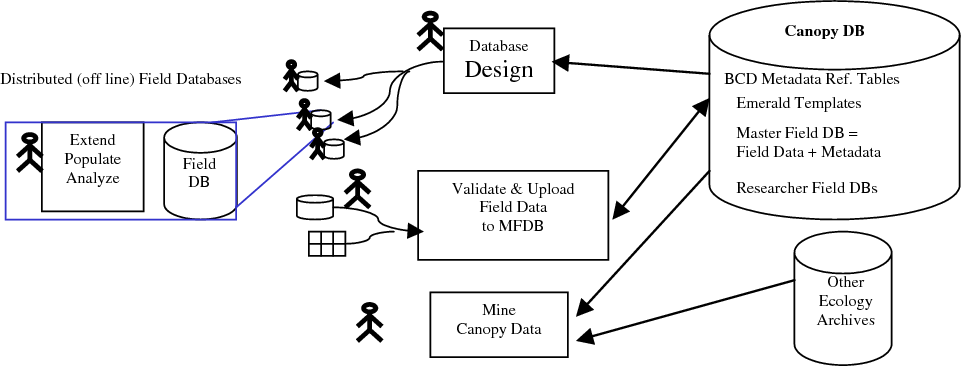 Canopy DB
Database
Design
Distributed (off line) Field Databases
BCD Metadata Ref. Tables
Emerald Templates
Master Field DB =
Field Data + Metadata
Researcher Field DBs
Extend
Populate
Analyze
Field
DB
Validate & Upload
Field Data
to MFDB
Other
Ecology
Archives
Mine
Canopy Data